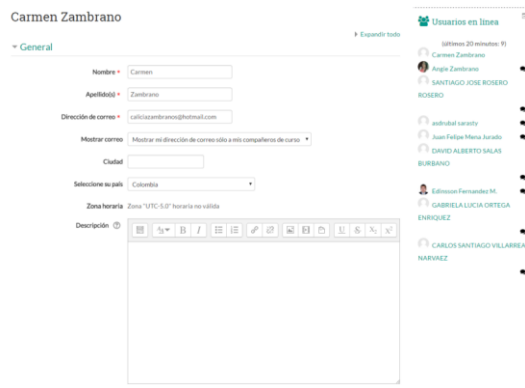 Carmen Zambrano
Expandir todo
General
Nombre *
Carmen
Apellido(s) *
Zambrano
Dirección de correo *
caliciazambranos@hotmail.com
Mostrar correo
Mostrar mi dirección de correo sólo a mis compañeros de curso
Ciudad
Seleccione su país
Colombia
Zona horaria
Zona "UTC-5.0" horaria no válida
Descripción
Usuarios en línea
(últimos 20 minutos: 9)
Carmen Zambrano
Angie Zambrano
SANTIAGO JOSE ROSERO
ROSERO
asdrubal sarasty
Juan Felipe Mena Jurado
DAVID ALBERTO SALAS
BURBANO
Edinsson Fernandez M.
GABRIELA LUCIA ORTEGA
ENRIQUEZ
CARLOS SANTIAGO VILLARREA
NARVAEZ